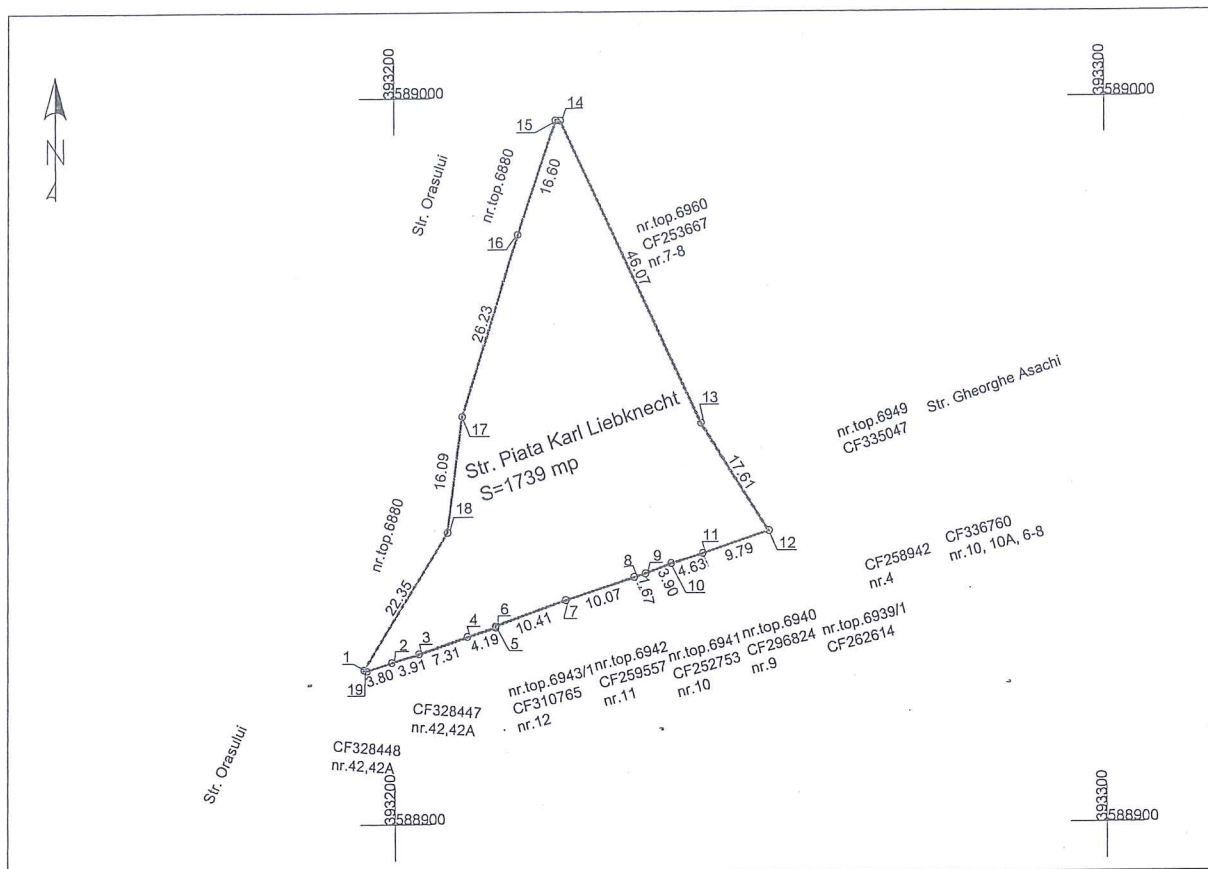 393200
589000
393300
589000
N
14
15
Str. Orasului
nr.top.6880
16.60
16
nr.top.6960
CF253667
nr.7-8
46.07
26.23
13
17
Str. Piata Karl Liebknecht
S=1739 mp
nr.top.6949
CF335047
Str. Gheorghe Asachi
16.09
17.61
18
nr.top.6880
12
11
9.79
22.35
8
9
10
4.63
3.90
1.67
CF258942
nr.4
CF336760
nr.10, 10A, 6-8
7
10.07
6
10.41
4
5
4.19
3
7.31
2
3.91
1
3.80
19
nr.top.6943/1
CF310765
nr.12
nr.top.6942
CF259557
nr.11
nr.top.6941
CF252753
nr.10
nr.top.6940
CF296824
nr.9
nr.top.6939/1
CF262614
CF328447
nr.42,42A
CF328448
nr.42,42A
Str. Orasului
393200
588900
393300
588900